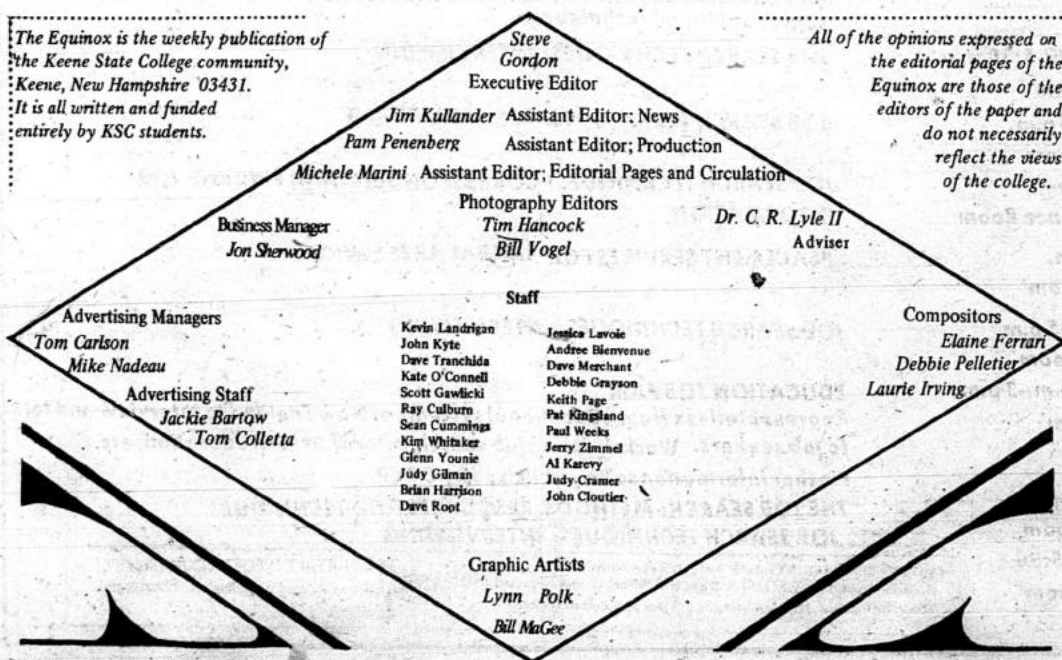 The Equinox is the weekly publication of
the Keene State College community,
Keene, New Hampshire 03431.
It is all written and funded
entirely by KSC students.
All of the opinions expressed on
the editorial pages of the
Equinox are those of the
editors of the paper and
do not necessarily
reflect the views
of the college.
Steve
Gordon
Executive Editor
Jim Kullander Assistant Editor; News
Pam Penenberg Assistant Editor; Production
Michele Marini Assistant Editor; Editorial Pages and Circulation
Photography Editors
Tim Hancock
Bill Vogel
Business Manager
Jon Sherwood
Dr. C. R. Lyle II
Adviser
Advertising Managers
Tom Carlson
Mike Nadeau
Advertising Staff
Jackie Bartow
Tom Colletta
Staff
Kevin Landrigan
John Kyte
Dave Tranchida
Kate O'Connell
Scott Gawlicki
Ray Culburn
Sean Cummings
Kim Whitaker
Glenn Younie
Judy Gilman
Brian Harrison
Dave Root
Jessica Lavoie
Andree Bienvenue
Dave Merchant
Debbie Grayson
Keith Page
Pat Kingsland
Paul Weeks
Jerry Zimmel
Al Karevy
Judy Cramer
John Cloutier
Compositors
Elaine Ferrari
Debbie Pelletier
Laurie Irving
Graphic Artists
Lynn Polk
Bill MaGee